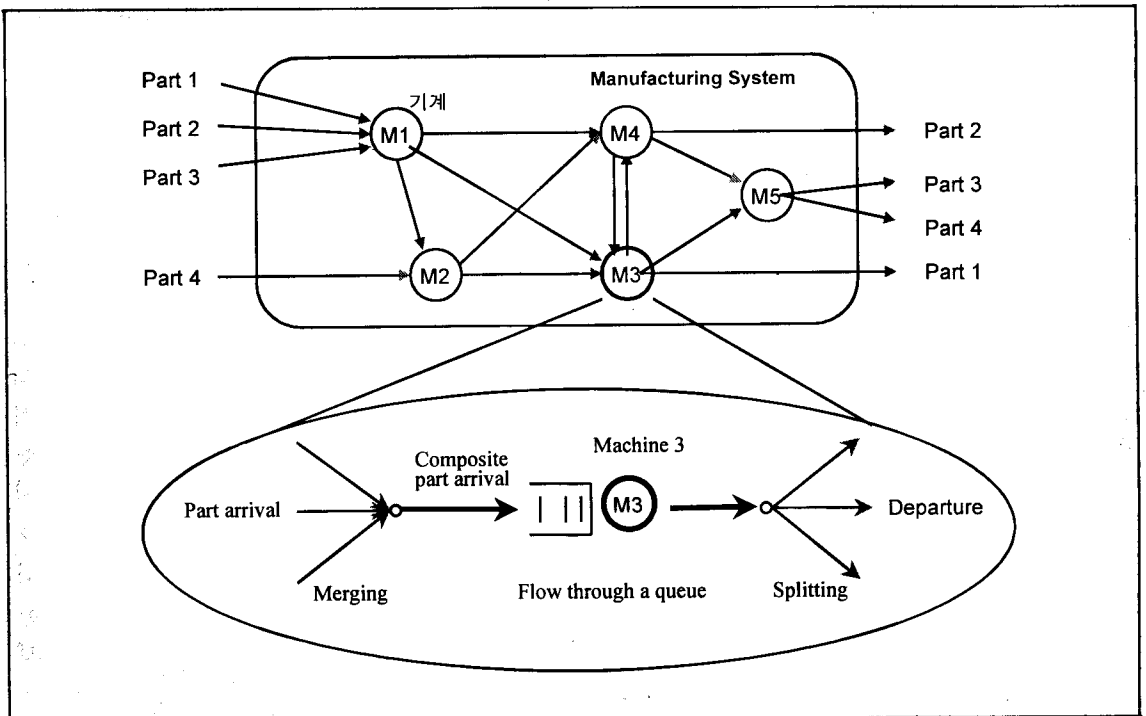 Manufacturing System
Part 1
Part 2
Part 3
Part 4
기계
M1
M2
M4
M3
M5
Part 2
Part 3
Part 4
Part 1
Part arrival
Merging
Composite
part arrival
Machine 3
M3
Flow through a queue
Splitting
Departure